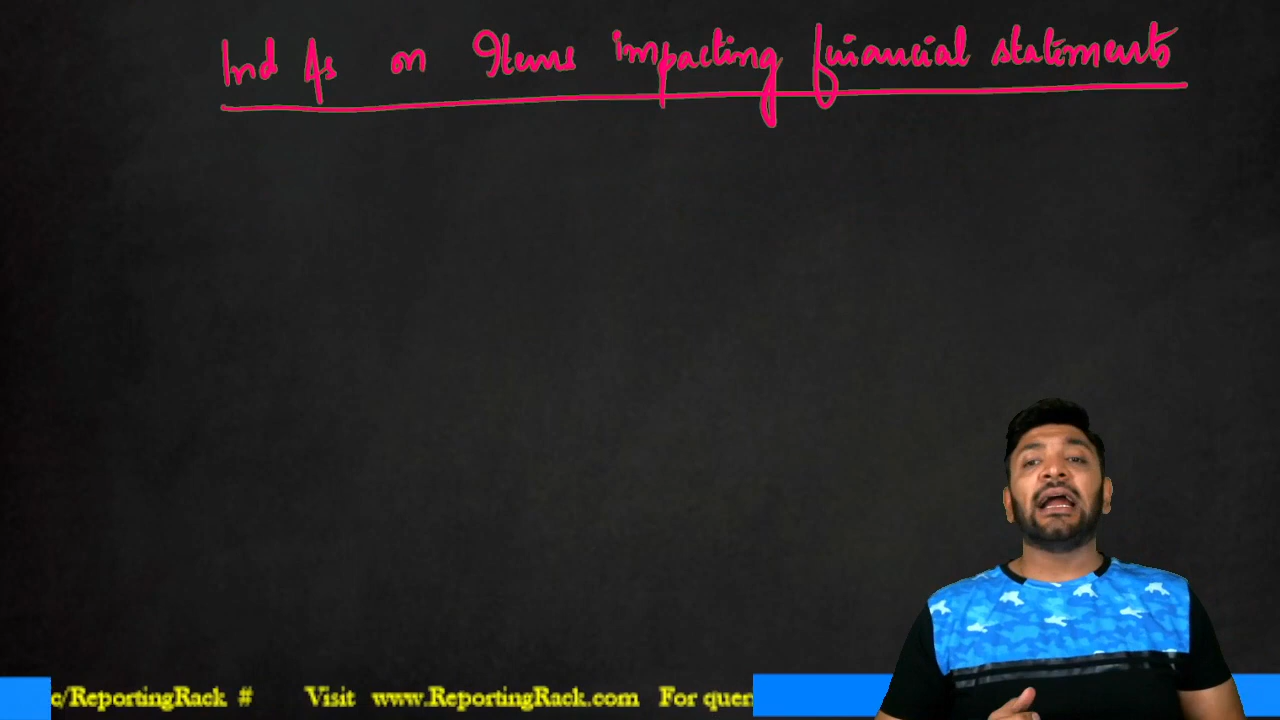 Ind As on Items impacting financial statements
c/ReportingRack # Visit www.ReportingRack.com For quer